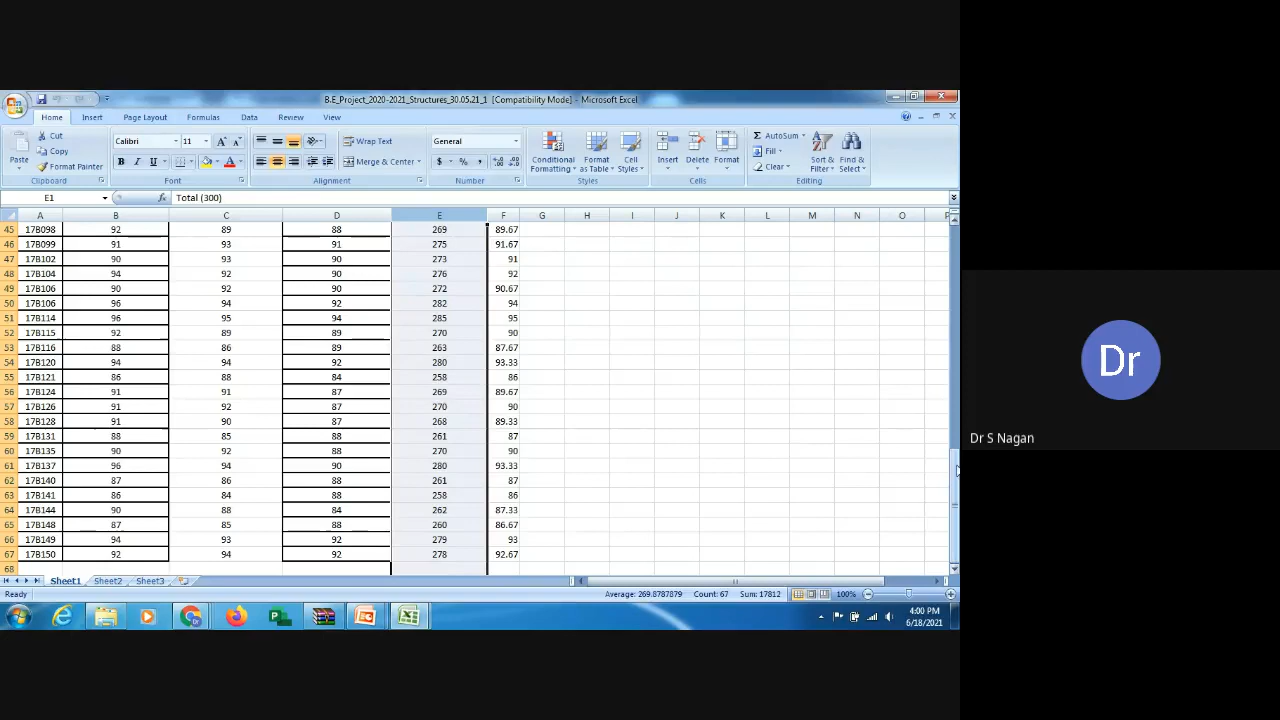 B.E_Project_2020-2021_Structures_30.05.21_1 [Compatibility Mode] - Microsoft Excel
Home Insert Page Layout Formulas Data Review View
Paste Cut Copy Format Painter Clipboard
Calibri 11 Font
Wrap Text Merge & Center Alignment
General Number
Conditional Formatting Format as Table Cell Styles Styles
Insert Delete Format Cells
AutoSum Fill Clear Sort & Filter Find & Select Editing
E1 fx Total (300)
A B C D E F G H I J K L M N O P
45 17B098 92 89 88 269 89.67
46 17B099 91 93 91 275 91.67
47 17B102 90 93 90 273 91
48 17B104 94 92 90 276 92
49 17B106 90 92 90 272 90.67
50 17B106 96 94 92 282 94
51 17B114 96 95 94 285 95
52 17B115 92 89 89 270 90
53 17B116 88 86 89 263 87.67
54 17B120 94 94 92 280 93.33
55 17B121 86 88 84 258 86
56 17B124 91 91 87 269 89.67
57 17B126 91 92 87 270 90
58 17B128 91 90 87 268 89.33
59 17B131 88 85 88 261 87
60 17B135 90 92 88 270 90
61 17B137 96 94 90 280 93.33
62 17B140 87 86 88 261 87
63 17B141 86 84 88 258 86
64 17B144 90 88 84 262 87.33
65 17B148 87 85 88 260 86.67
66 17B149 94 93 92 279 93
67 17B150 92 94 92 278 92.67
68
Sheet1 Sheet2 Sheet3
Ready Average: 269.8787879 Count: 67 Sum: 17812 100%
4:00 PM
6/18/2021
Dr
Dr S Nagan